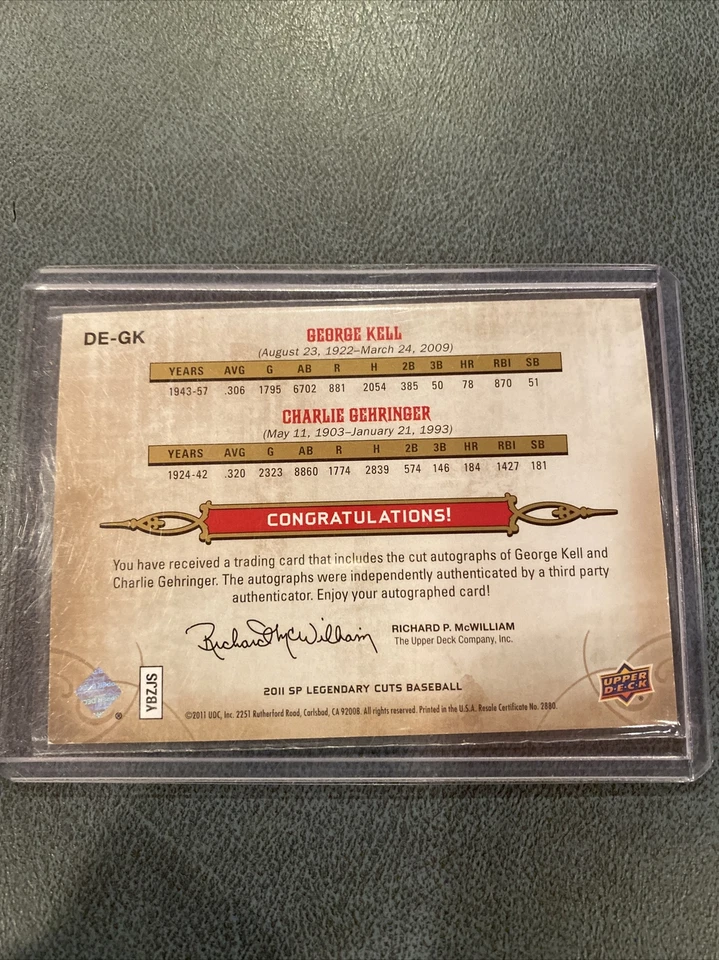 DE-GK
GEORGE KELL
(August 23, 1922–March 24, 2009)
YEARS AVG G AB R H 2B 3B HR RBI SB
1943-57 .306 1795 6702 881 2054 385 50 78 870 51
CHARLIE GEHRINGER
(May 11, 1903–January 21, 1993)
YEARS AVG G AB R H 2B 3B HR RBI SB
1924-42 .320 2323 8860 1774 2839 574 146 184 1427 181
CONGRATULATIONS!
You have received a trading card that includes the cut autographs of George Kell and
Charlie Gehringer. The autographs were independently authenticated by a third party
authenticator. Enjoy your autographed card!
Richard McWilliam
RICHARD P. McWILLIAM
The Upper Deck Company, Inc.
2011 SP LEGENDARY CUTS BASEBALL
YBZJS
®
©2011 UDC, Inc. 2251 Rutherford Road, Carlsbad, CA 92008. All rights reserved. Printed in the U.S.A. Resale Certificate No. 2880.
UPPER
D·E·C·K